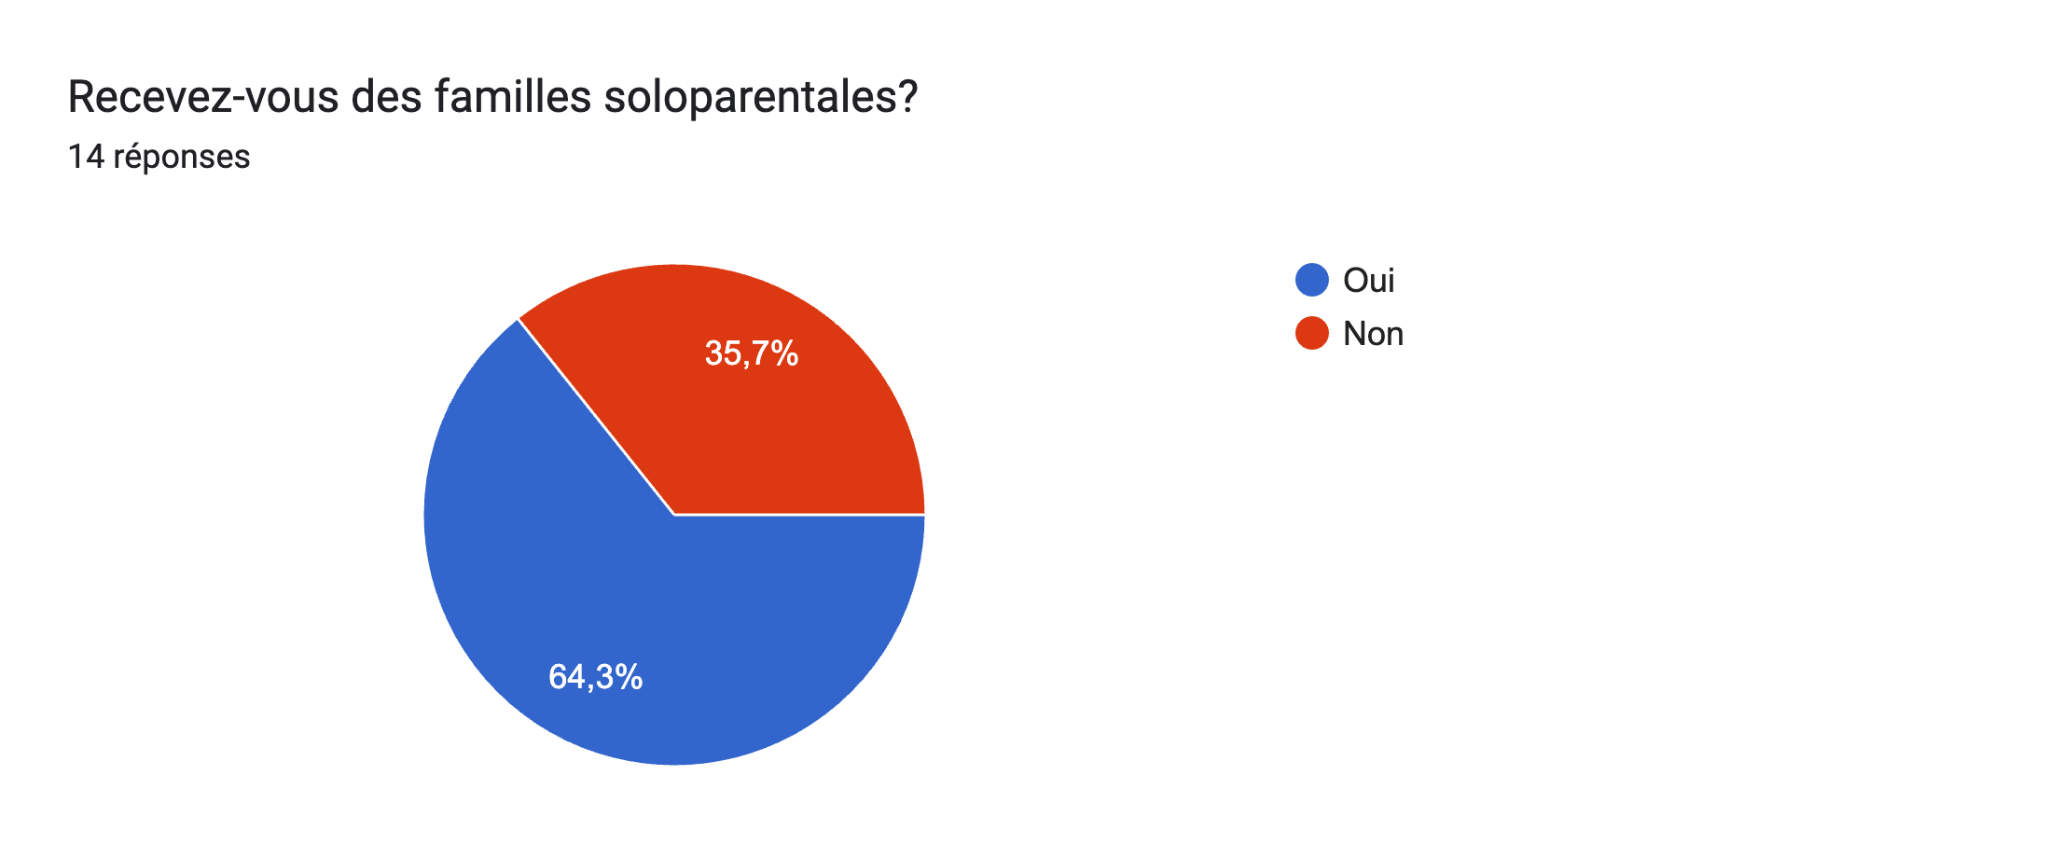 Recevez-vous des familles soloparentales?
14 réponses
Oui
Non
35,7%
64,3%